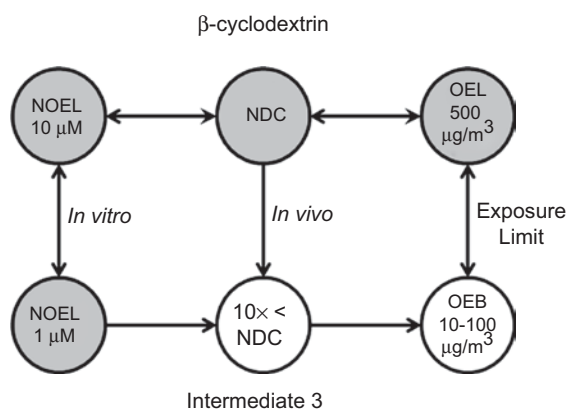 β-cyclodextrin
NOEL
10 μM
NDC
OEL
500
μg/m³
In vitro
In vivo
Exposure
Limit
NOEL
1 μM
10× <
NDC
OEB
10-100
μg/m³
Intermediate 3